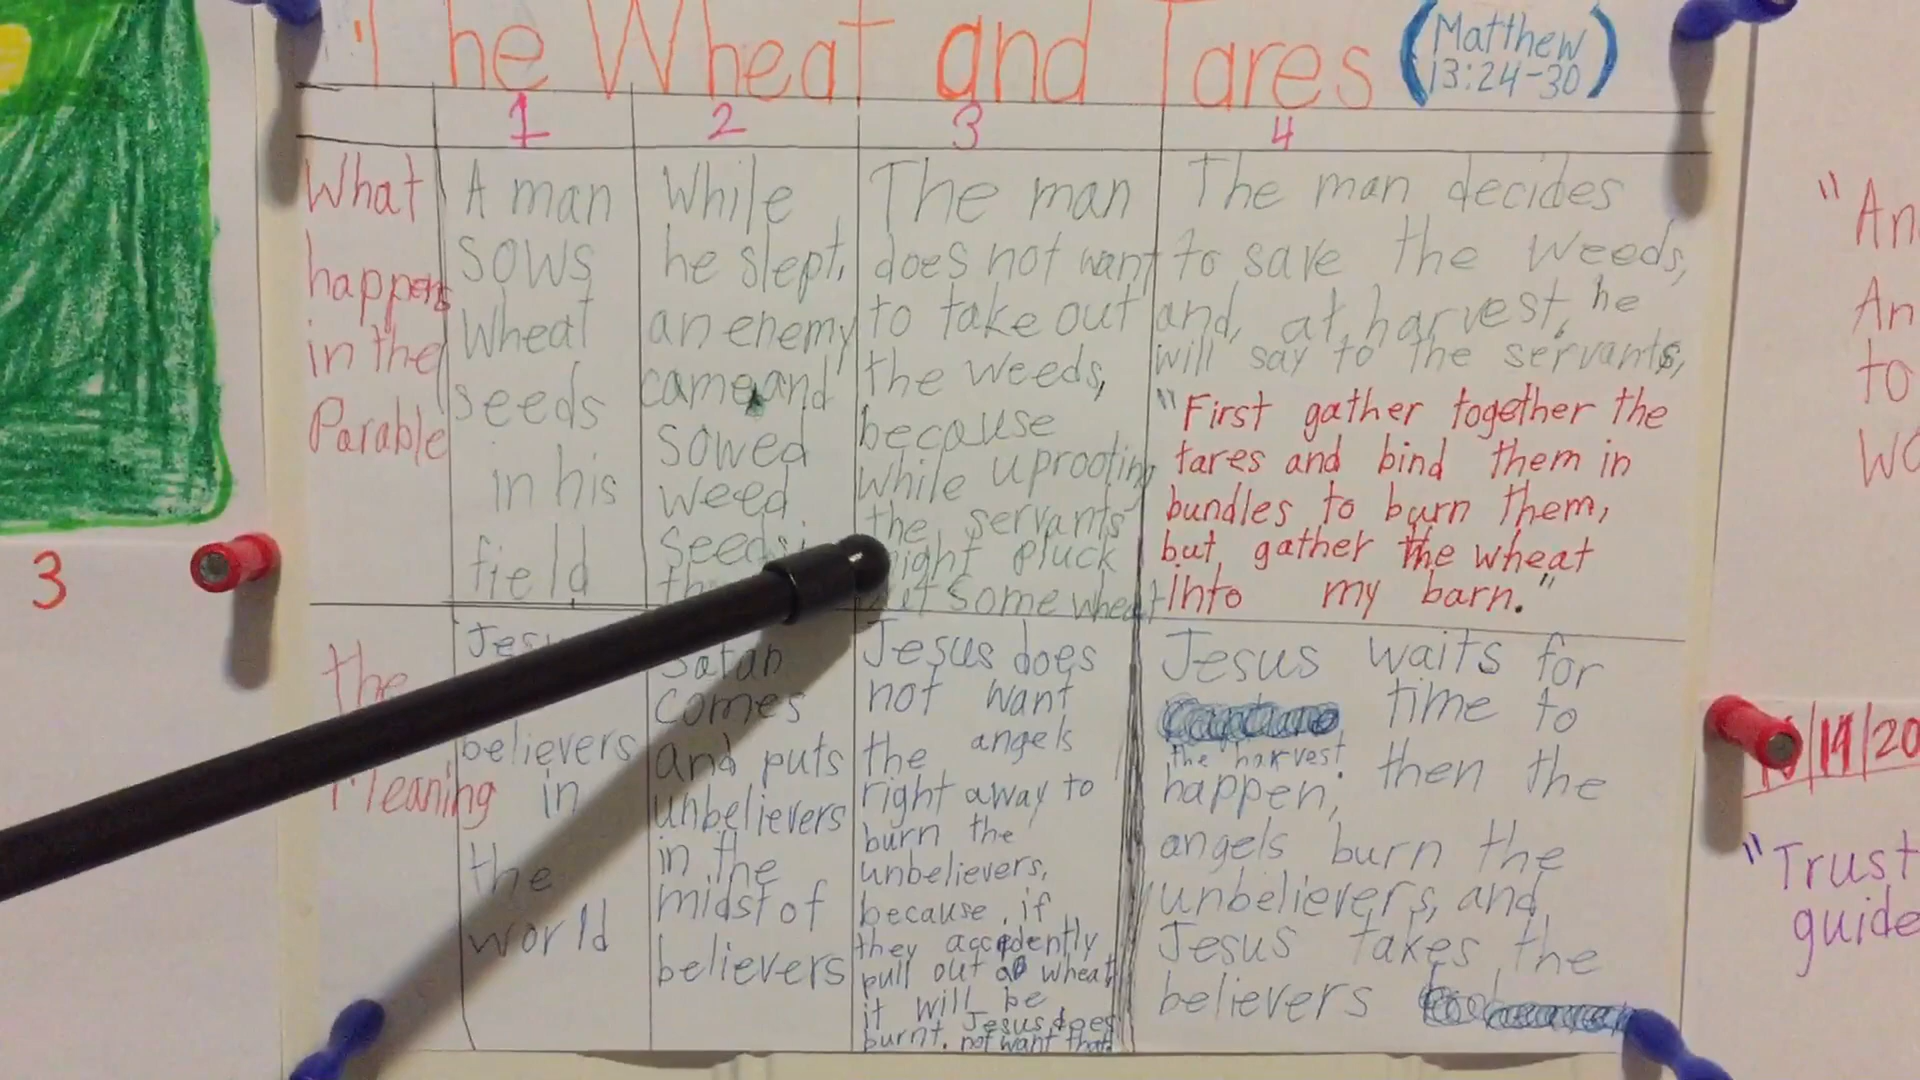 The Wheat and Tares
(Matthew
13:24-30)
1
2
3
4
What
happens
in the
Parable
A man
sows
wheat
seeds
in his
field
While
he slept,
an enemy
came and
sowed
weed
seeds
The man
does not want
to take out
the weeds,
because
while uprooting
the servants
might pluck
out some wheat
The man decides
to save the weeds,
and, at harvest, he
will say to the servants,
"First gather together the
tares and bind them in
bundles to burn them,
but gather the wheat
into my barn."
the
Meaning
believers
in
the
world
Satan
comes
and puts
unbelievers
in the
midst of
believers
Jesus does
not want
the angels
right away to
burn the
unbelievers,
because, if
they accedently
pull out a wheat,
it will be
burnt. Jesus does
not want that.
Jesus waits for
time to
the harvest
happen; then the
angels burn the
unbelievers, and,
Jesus takes the
believers
3
"An
An
to
19/20
"Trust
guide